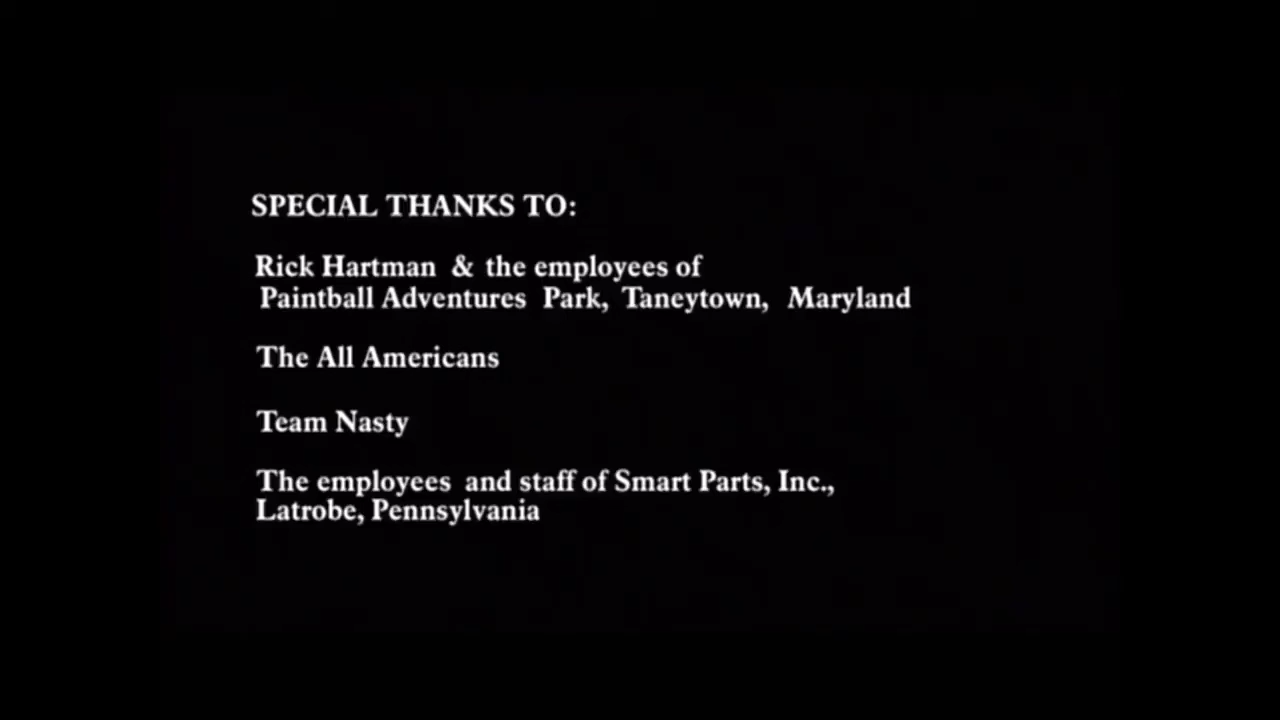 SPECIAL THANKS TO:
Rick Hartman & the employees of
Paintball Adventures Park, Taneytown, Maryland
The All Americans
Team Nasty
The employees and staff of Smart Parts, Inc.,
Latrobe, Pennsylvania